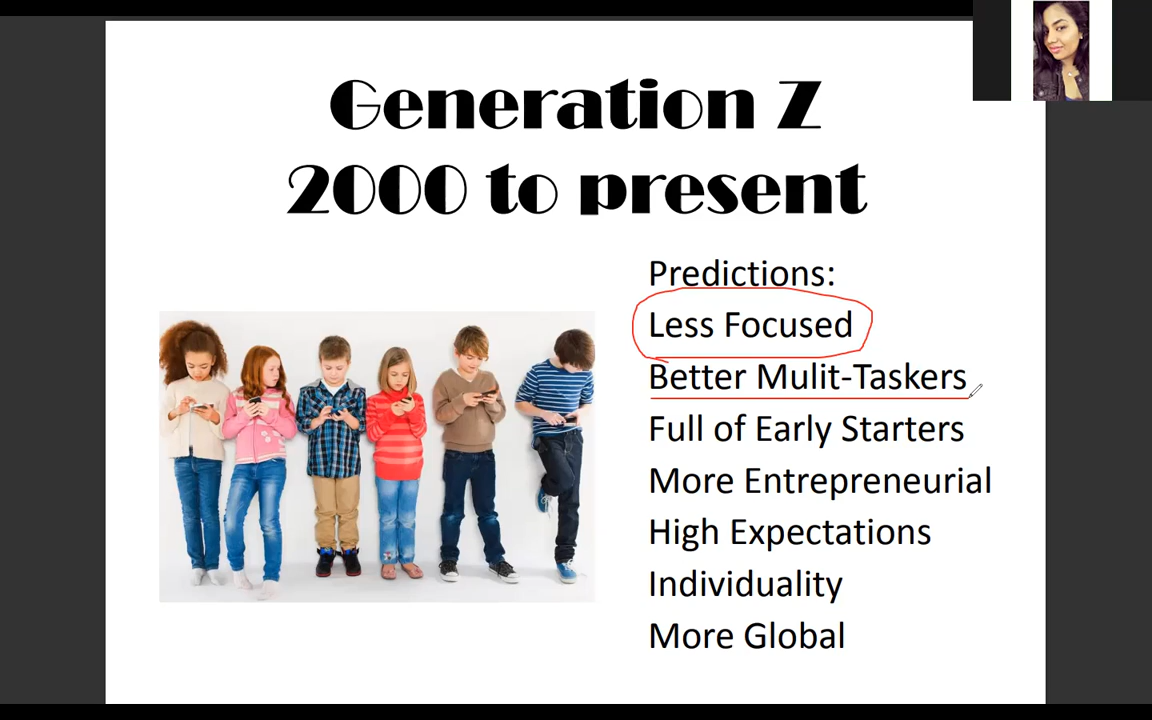 Generation Z
2000 to present
Predictions:
Less Focused
Better Mulit-Taskers
Full of Early Starters
More Entrepreneurial
High Expectations
Individuality
More Global